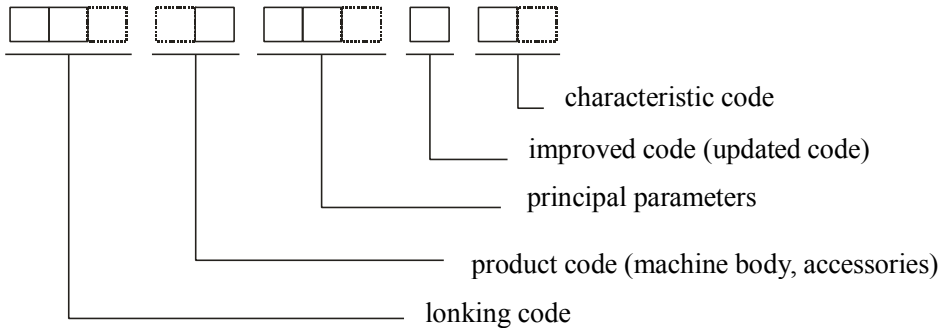 characteristic code
improved code (updated code)
principal parameters
product code (machine body, accessories)
lonking code